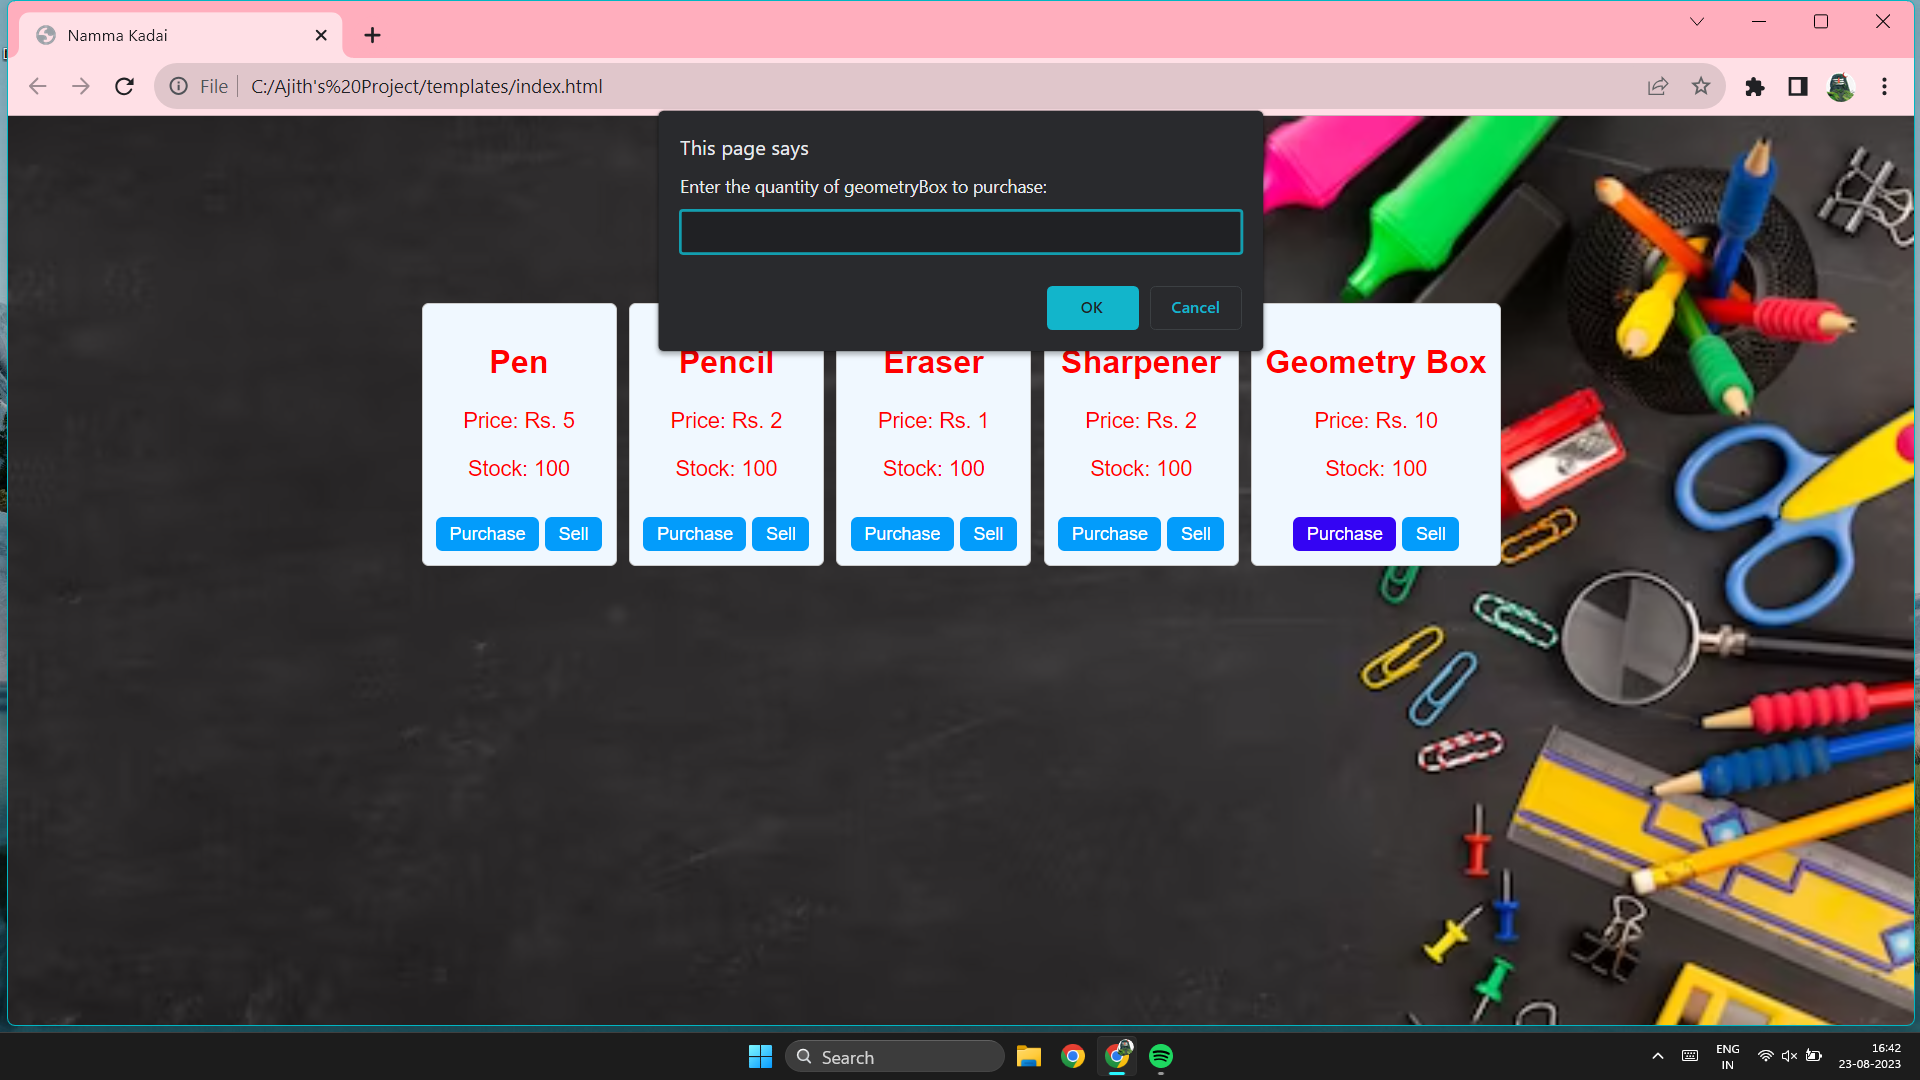 Namma Kadai
File
C:/Ajith's%20Project/templates/index.html
This page says
Enter the quantity of geometryBox to purchase:
OK
Cancel
Pen
Price: Rs. 5
Stock: 100
Purchase
Sell
Pencil
Price: Rs. 2
Stock: 100
Purchase
Sell
Eraser
Price: Rs. 1
Stock: 100
Purchase
Sell
Sharpener
Price: Rs. 2
Stock: 100
Purchase
Sell
Geometry Box
Price: Rs. 10
Stock: 100
Purchase
Sell
Search
ENG
IN
16:42
23-08-2023